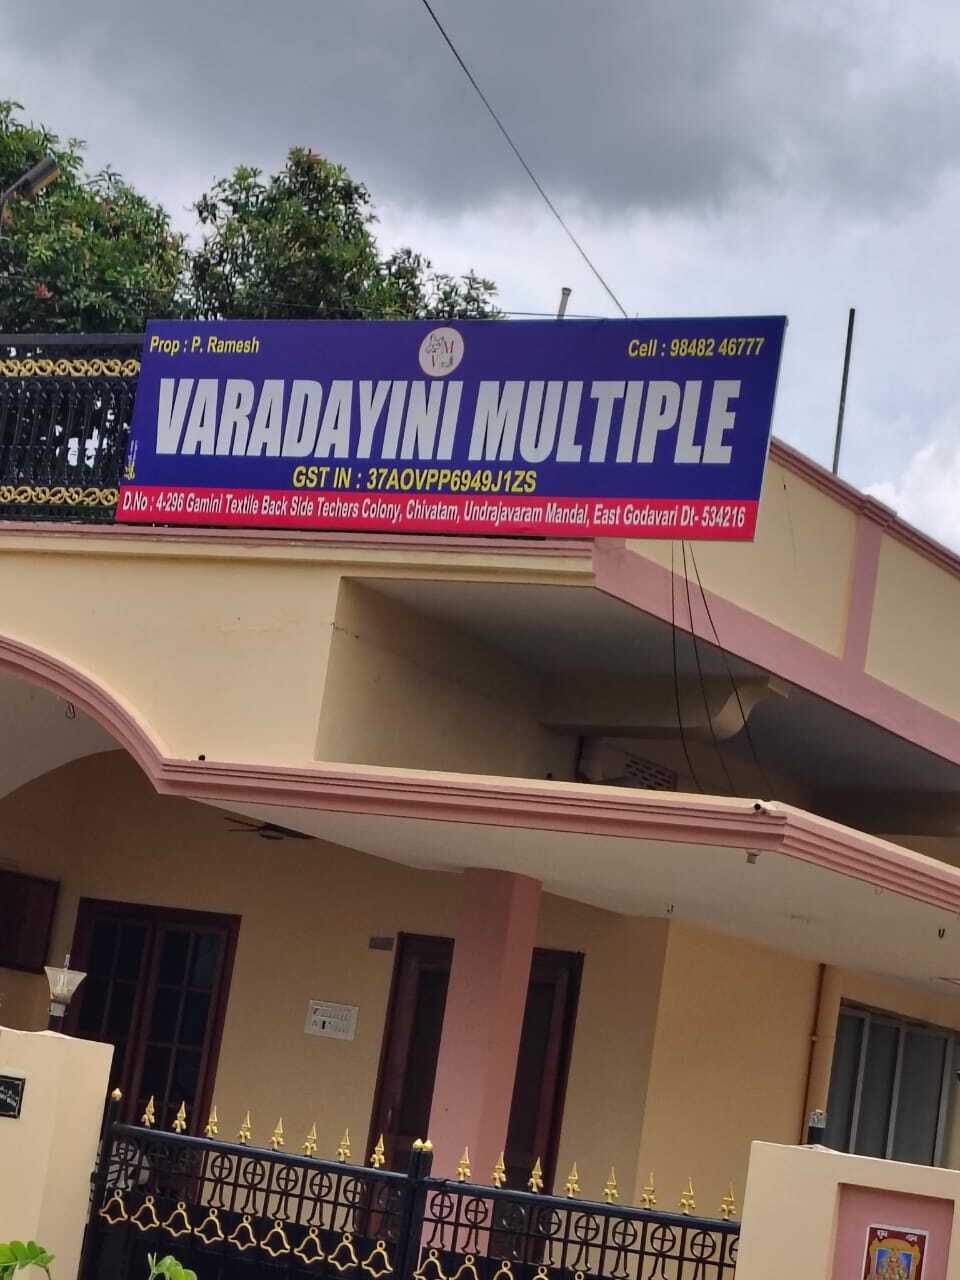 Prop : P. Ramesh
Cell : 98482 46777
VARADAYINI MULTIPLE
GST IN : 37AOVPP6949J1ZS
D.No : 4-296 Gamini Textile Back Side Techers Colony, Chivatam, Undrajavaram Mandal, East Godavari Dt- 534216